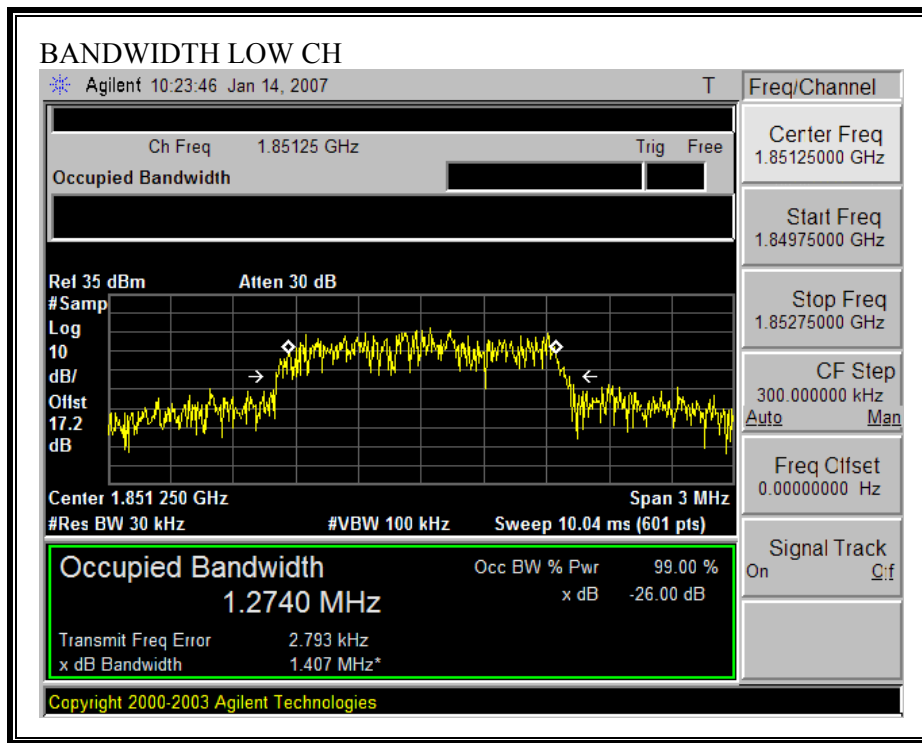 BANDWIDTH LOW CH
Agilent 10:23:46 Jan 14, 2007 T
Freq/Channel
Ch Freq 1.85125 GHz Trig Free
Occupied Bandwidth
Center Freq
1.85125000 GHz
Start Freq
1.84975000 GHz
Stop Freq
1.85275000 GHz
CF Step
300.000000 kHz
Auto Man
Freq Offset
0.00000000 Hz
Signal Track
On Off
Ref 35 dBm Atten 30 dB
#Samp
Log
10
dB/
Offst
17.2
dB
Center 1.851 250 GHz Span 3 MHz
#Res BW 30 kHz #VBW 100 kHz Sweep 10.04 ms (601 pts)
Occupied Bandwidth
1.2740 MHz
Occ BW % Pwr 99.00 %
x dB -26.00 dB
Transmit Freq Error 2.793 kHz
x dB Bandwidth 1.407 MHz*
Copyright 2000-2003 Agilent Technologies